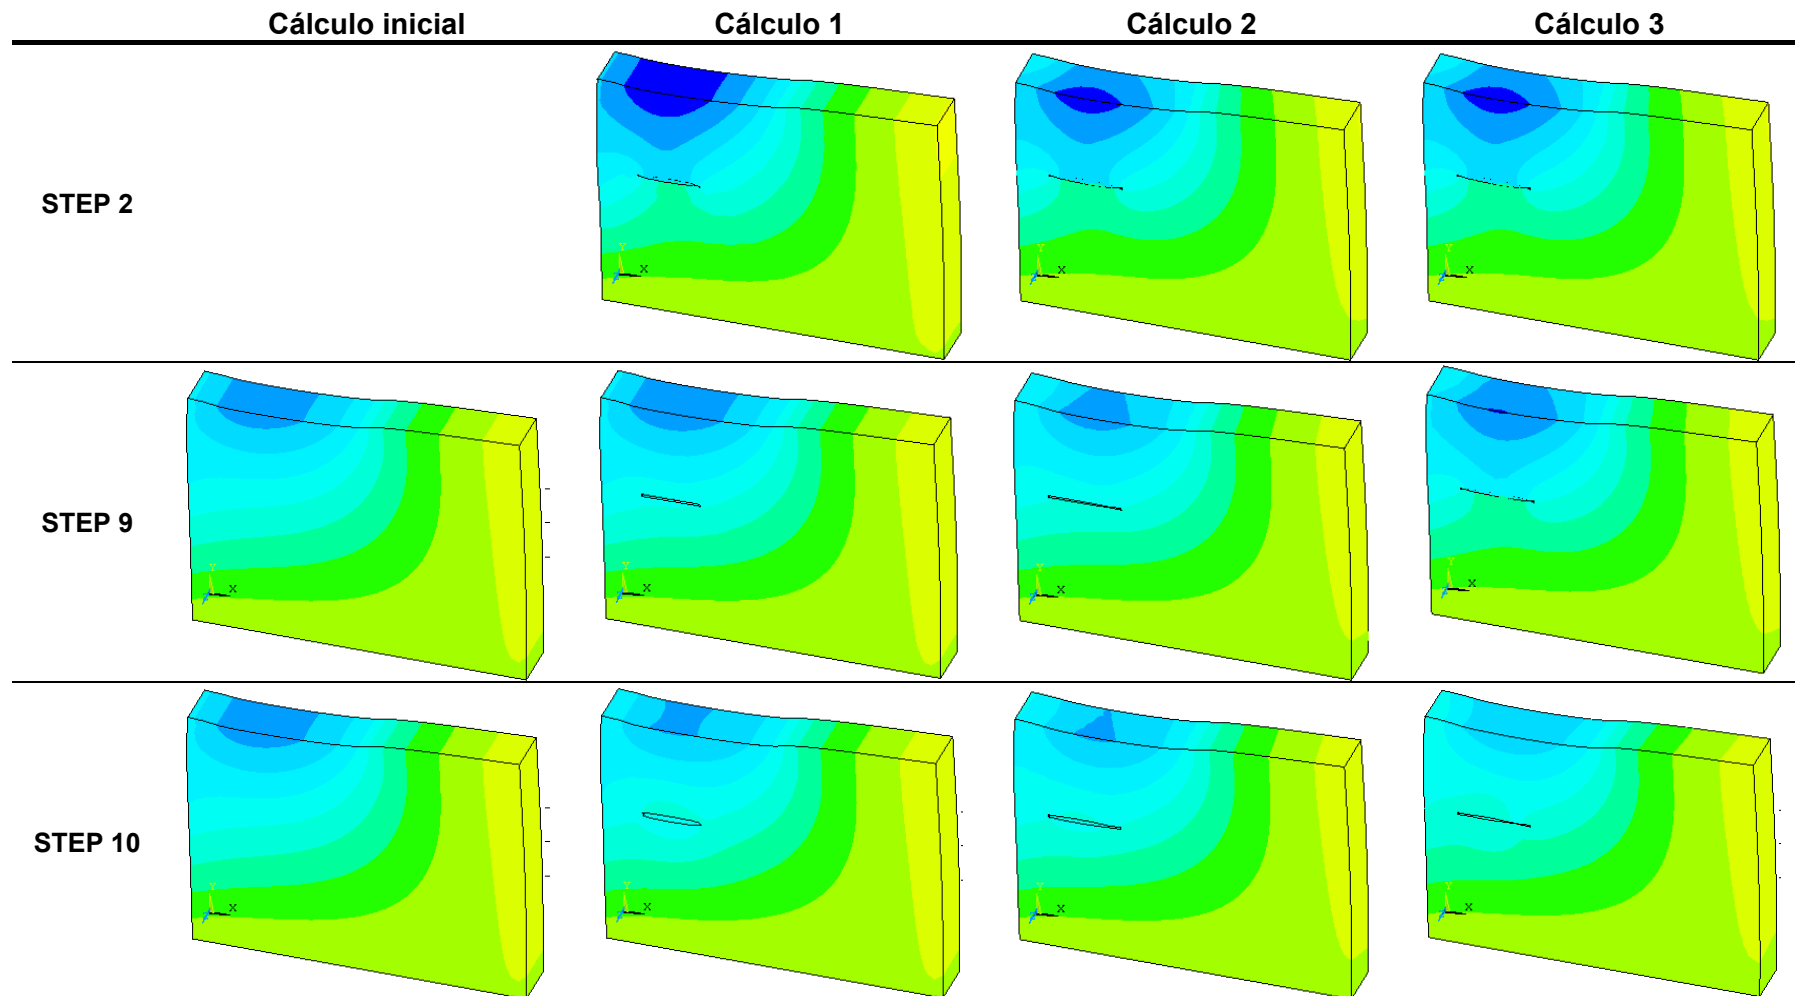 Cálculo inicial Cálculo 1 Cálculo 2 Cálculo 3
STEP 2
Y X Y X Y X
STEP 9
Y X Y X Y X Y X
STEP 10
Y X Y X Y X Y X